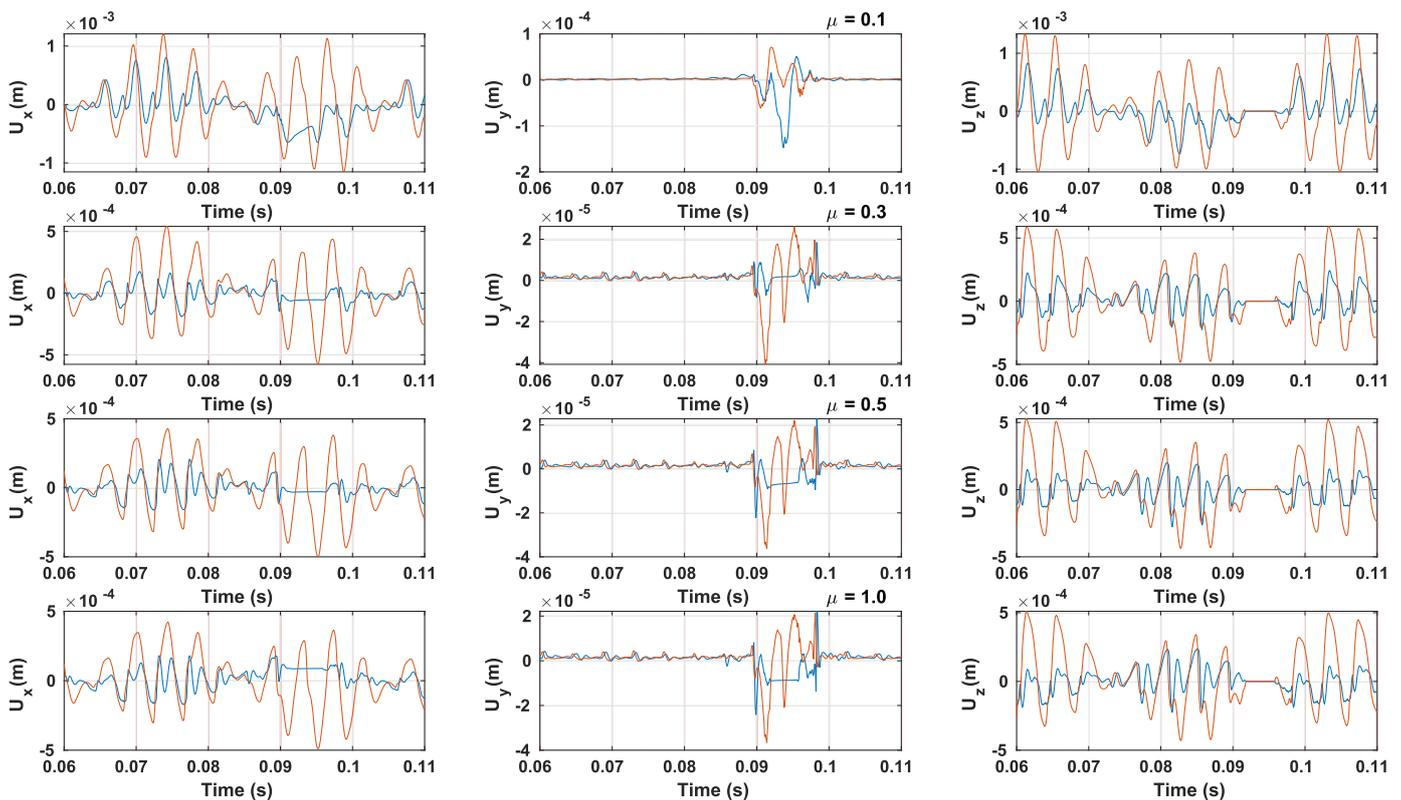 ×10 -3 ×10 -4 μ = 0.1 ×10 -3
1 1 1
0 0 0
-1 -1 -1
-2
Ux(m) Uy(m) Uz(m)
0.06 0.07 0.08 0.09 0.1 0.11 0.06 0.07 0.08 0.09 0.1 0.11 0.06 0.07 0.08 0.09 0.1 0.11
Time (s) Time (s) Time (s)
×10 -4 ×10 -5 μ = 0.3 ×10 -4
5 2 5
0 0 0
-2
-5 -4 -5
Ux(m) Uy(m) Uz(m)
0.06 0.07 0.08 0.09 0.1 0.11 0.06 0.07 0.08 0.09 0.1 0.11 0.06 0.07 0.08 0.09 0.1 0.11
Time (s) Time (s) Time (s)
×10 -4 ×10 -5 μ = 0.5 ×10 -4
5 2 5
0 0 0
-2
-5 -4 -5
Ux(m) Uy(m) Uz(m)
0.06 0.07 0.08 0.09 0.1 0.11 0.06 0.07 0.08 0.09 0.1 0.11 0.06 0.07 0.08 0.09 0.1 0.11
Time (s) Time (s) Time (s)
×10 -4 ×10 -5 μ = 1.0 ×10 -4
5 2 5
0 0 0
-2
-5 -4 -5
Ux(m) Uy(m) Uz(m)
0.06 0.07 0.08 0.09 0.1 0.11 0.06 0.07 0.08 0.09 0.1 0.11 0.06 0.07 0.08 0.09 0.1 0.11
Time (s) Time (s) Time (s)